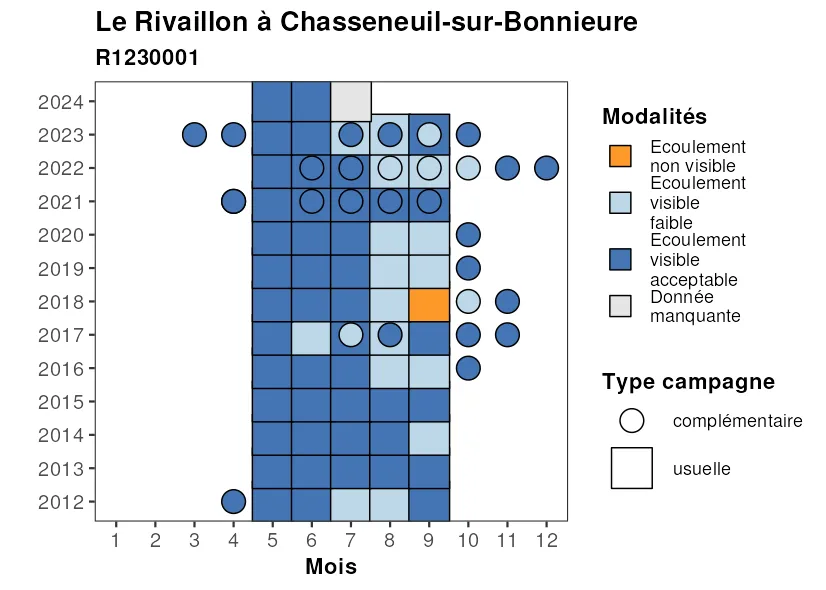 Le Rivaillon à Chasseneuil-sur-Bonnieure
R1230001
2024
2023
2022
2021
2020
2019
2018
2017
2016
2015
2014
2013
2012
1 2 3 4 5 6 7 8 9 10 11 12
Mois
Modalités
Ecoulement
non visible
Ecoulement
visible
faible
Ecoulement
visible
acceptable
Donnée
manquante
Type campagne
complémentaire
usuelle